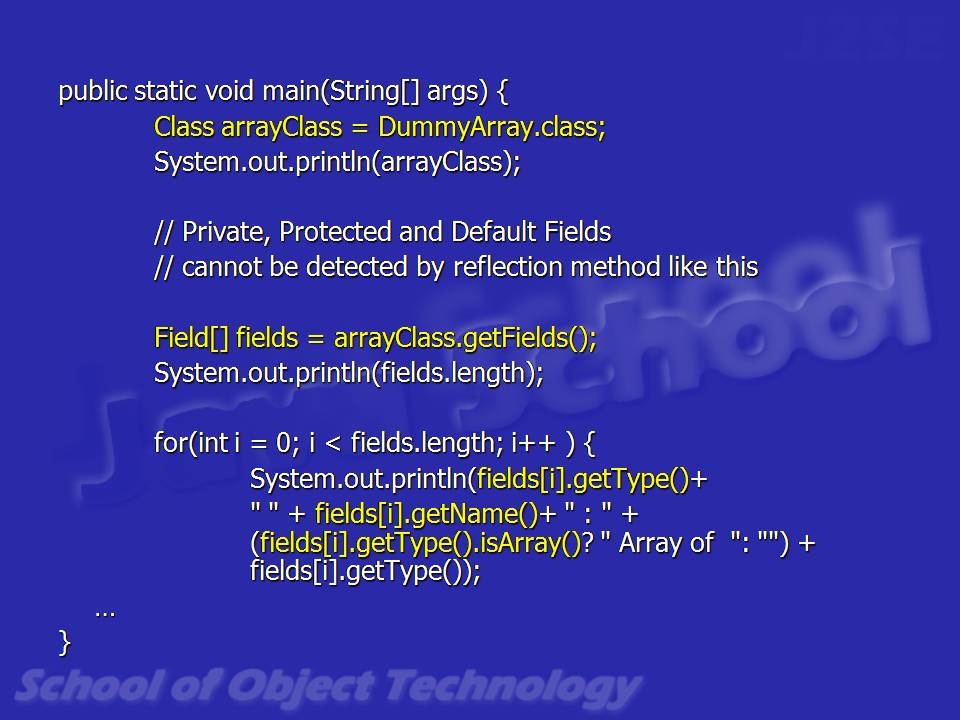 J2SE
public static void main(String[] args) {
Class arrayClass = DummyArray.class;
System.out.println(arrayClass);
// Private, Protected and Default Fields
// cannot be detected by reflection method like this
Field[] fields = arrayClass.getFields();
System.out.println(fields.length);
for(int i = 0; i < fields.length; i++ ) {
System.out.println(fields[i].getType()+
" " + fields[i].getName()+ " : " +
(fields[i].getType().isArray()? " Array of  ": "") +
fields[i].getType());
…
}
Java School
School of Object Technology